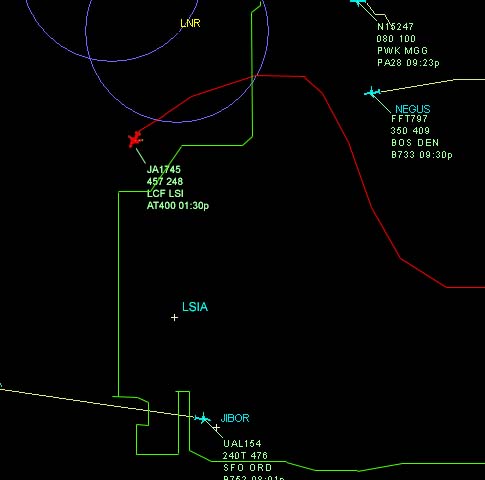 LNR
N15247
080 100
PWK MGG
PA28 09:23p
NEGUS
FFT797
350 409
BOS DEN
B733 09:30p
JA1745
457 248
LCF LSI
AT400 01:30p
LSIA
JIBOR
UAL154
240T 476
SFO ORD
B752 08:01p